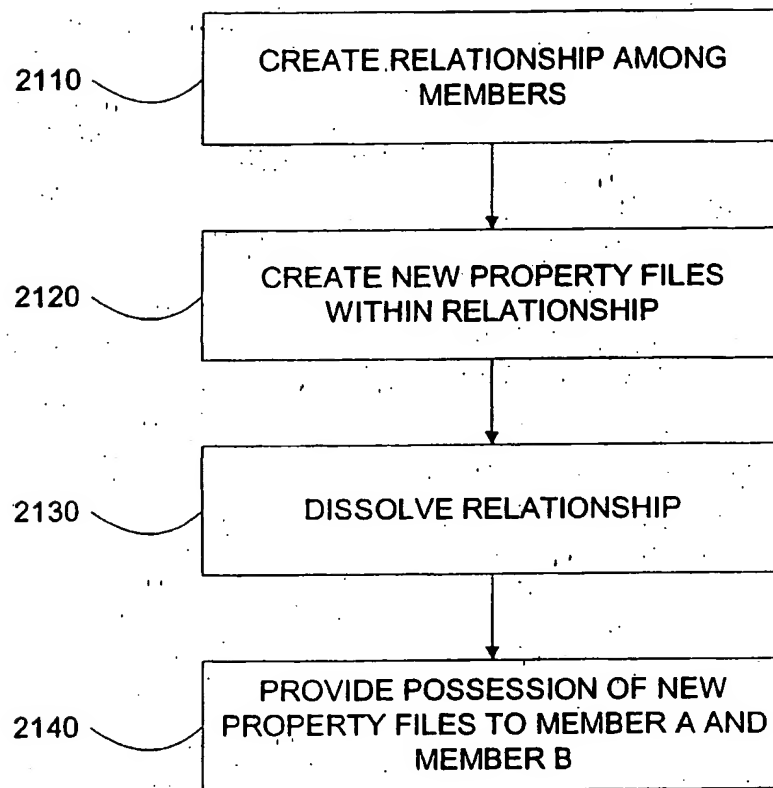 2110
CREATE RELATIONSHIP AMONG
MEMBERS
2120
CREATE NEW PROPERTY FILES
WITHIN RELATIONSHIP
2130
DISSOLVE RELATIONSHIP
2140
PROVIDE POSSESSION OF NEW
PROPERTY FILES TO MEMBER A AND
MEMBER B